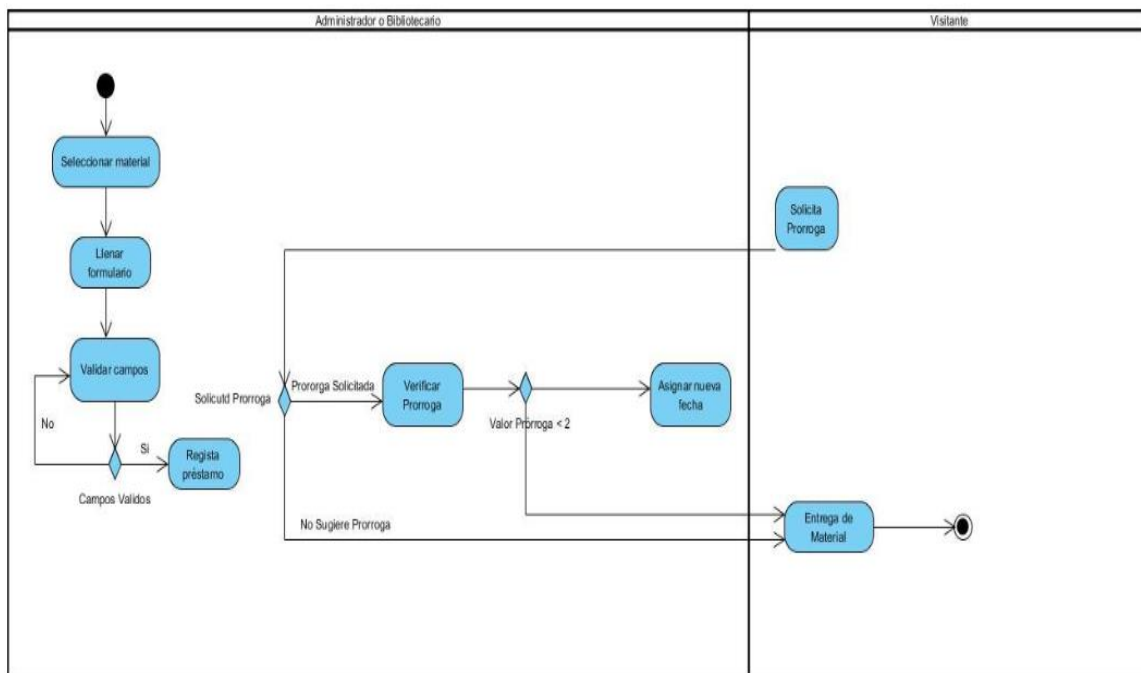 Administrador o Bibliotecario
Visitante
Seleccionar material
Llenar
formulario
Validar campos
No
Si
Campos Validos
Regista
préstamo
Solicita
Prorroga
Solicutd Prorroga
Prororga Solicitada
Verificar
Prorroga
Valor Prórroga < 2
Asignar nueva
fecha
No Sugiere Prorroga
Entrega de
Material